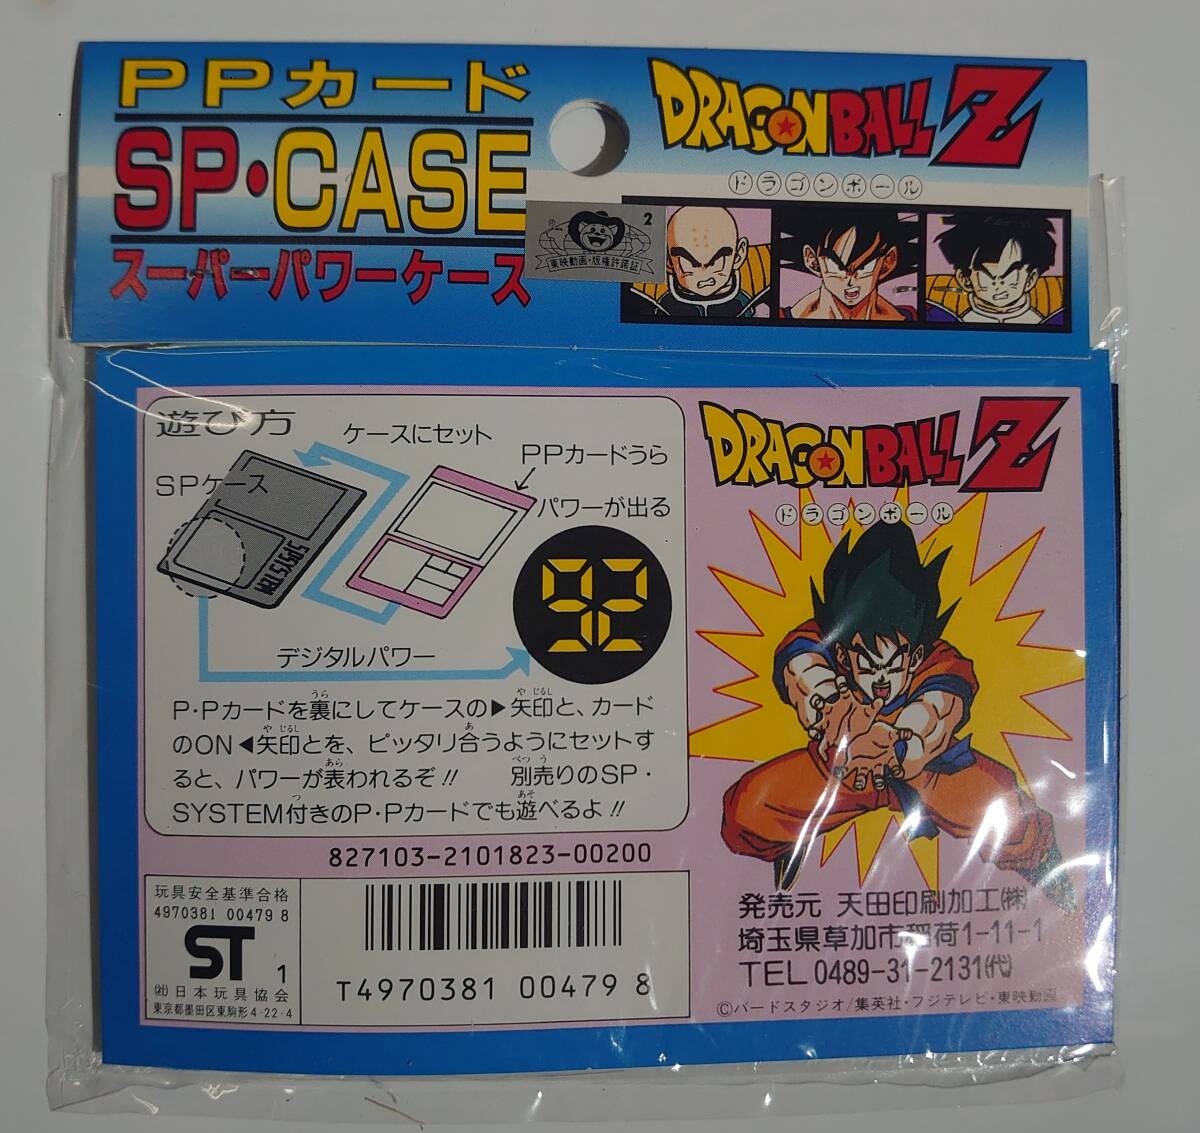 PPカード
SP・CASE
スーパーパワーケース
DRAGON BALL Z
ドラゴンボール
® 2
東映動画・版権許諾証
遊び方
ケースにセット
PPカードうら
SPケース
パワーが出る
SPSYSTEM
92
デジタルパワー
P・Pカードを裏にしてケースの▶矢印と、カード
のON◀矢印とを、ピッタリ合うようにセットす
ると、パワーが表われるぞ!! 別売りのSP・
SYSTEM付きのP・Pカードでも遊べるよ!!
827103-2101823-00200
玩具安全基準合格
4970381 00479 8
ST 1
㈳日本玩具協会
東京都墨田区東駒形4-22-4
T4970381 00479 8
DRAGON BALL Z
ドラゴンボール
発売元 天田印刷加工㈱
埼玉県草加市稲荷1-11-1
TEL 0489-31-2131㈹
©バードスタジオ/集英社・フジテレビ・東映動画